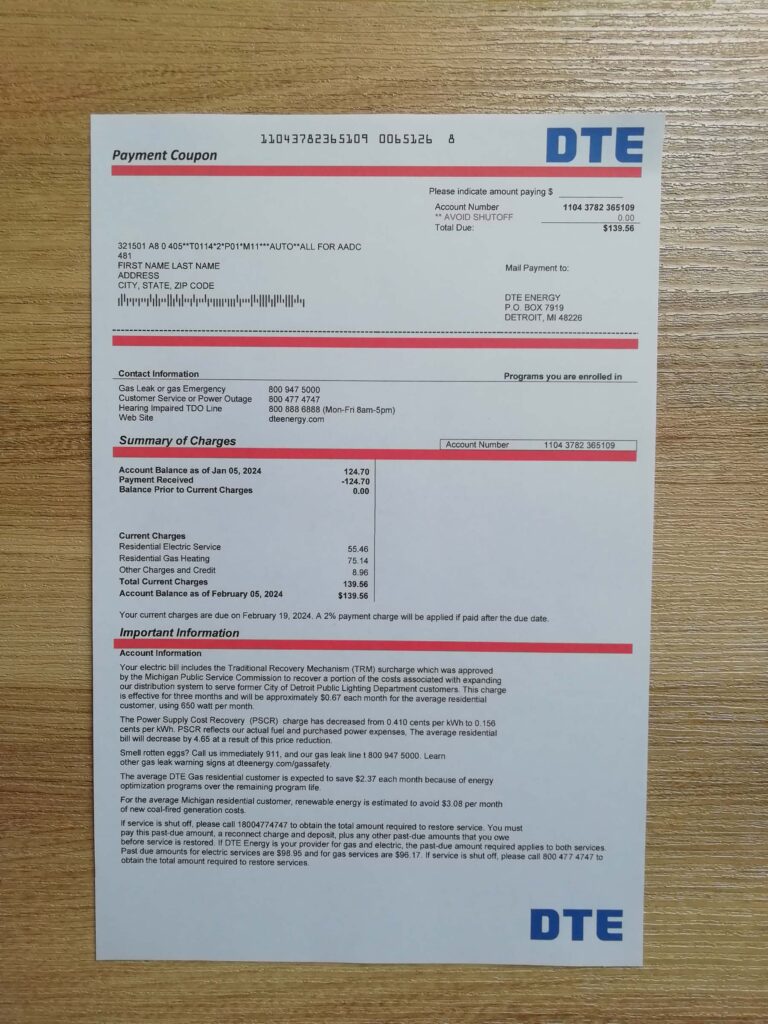 11043782365109 0065126 8
DTE
Payment Coupon
Please indicate amount paying $
Account Number 1104 3782 365109
** AVOID SHUTOFF 0.00
Total Due: $139.56
321501 A8 0 405**T0114*2*P01*M11***AUTO**ALL FOR AADC
481
FIRST NAME LAST NAME
ADDRESS
CITY, STATE, ZIP CODE
Mail Payment to:
DTE ENERGY
P.O. BOX 7919
DETROIT, MI 48226
Contact Information
Programs you are enrolled in
Gas Leak or gas Emergency 800 947 5000
Customer Service or Power Outage 800 477 4747
Hearing Impaired TDO Line 800 888 6888 (Mon-Fri 8am-5pm)
Web Site dteenergy.com
Summary of Charges
Account Number 1104 3782 365109
Account Balance as of Jan 05, 2024 124.70
Payment Received -124.70
Balance Prior to Current Charges 0.00
Current Charges
Residential Electric Service 55.46
Residential Gas Heating 75.14
Other Charges and Credit 8.96
Total Current Charges 139.56
Account Balance as of February 05, 2024 $139.56
Your current charges are due on February 19, 2024. A 2% payment charge will be applied if paid after the due date.
Important Information
Account Information
Your electric bill includes the Traditional Recovery Mechanism (TRM) surcharge which was approved
by the Michigan Public Service Commission to recover a portion of the costs associated with expanding
our distribution system to serve former City of Detroit Public Lighting Department customers. This charge
is effective for three months and will be approximately $0.67 each month for the average residential
customer, using 650 watt per month.
The Power Supply Cost Recovery (PSCR) charge has decreased from 0.410 cents per kWh to 0.156
cents per kWh. PSCR reflects our actual fuel and purchased power expenses. The average residential
bill will decrease by 4.65 at a result of this price reduction.
Smell rotten eggs? Call us immediately 911, and our gas leak line t 800 947 5000. Learn
other gas leak warning signs at dteenergy.com/gassafety.
The average DTE Gas residential customer is expected to save $2.37 each month because of energy
optimization programs over the remaining program life.
For the average Michigan residential customer, renewable energy is estimated to avoid $3.08 per month
of new coal-fired generation costs.
If service is shut off, please call 18004774747 to obtain the total amount required to restore service. You must
pay this past-due amount, a reconnect charge and deposit, plus any other past-due amounts that you owe
before service is restored. If DTE Energy is your provider for gas and electric, the past-due amount required applies to both services.
Past due amounts for electric services are $98.95 and for gas services are $96.17. If service is shut off, please call 800 477 4747 to
obtain the total amount required to restore services.
DTE